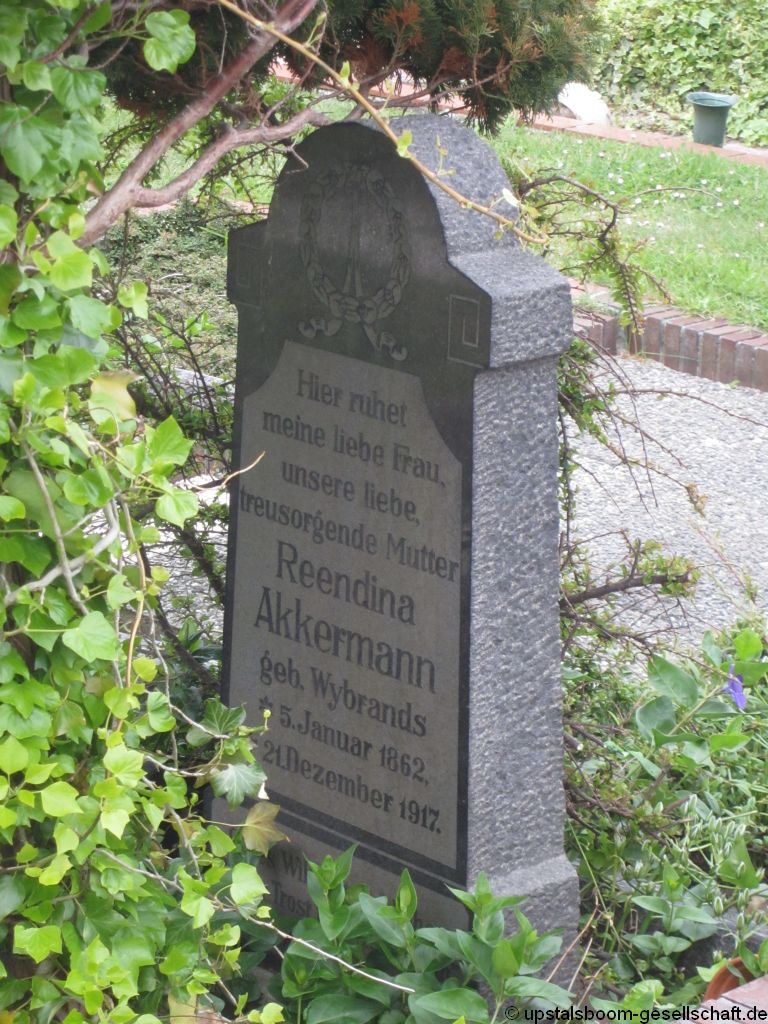 Hier ruhet
meine liebe Frau,
unsere liebe,
treusorgende Mutter
Reendina
Akkermann
geb. Wybrands
* 5. Januar 1862,
21. Dezember 1917.
Trost
© upstalsboom-gesellschaft.de